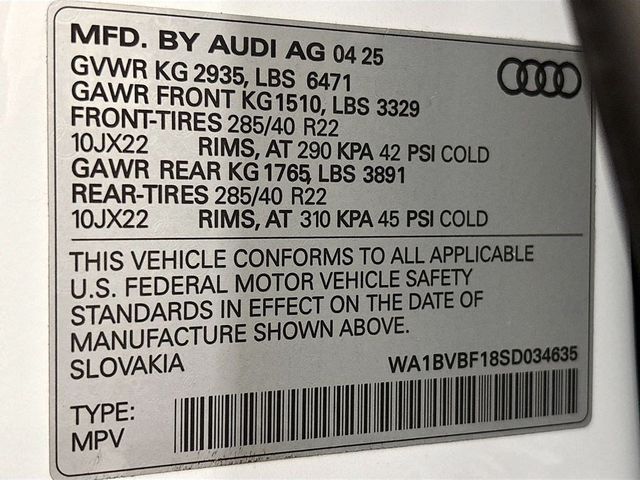 MFD. BY AUDI AG 04 25
GVWR KG 2935, LBS 6471
GAWR FRONT KG1510, LBS 3329
FRONT-TIRES 285/40 R22
10JX22 RIMS, AT 290 KPA 42 PSI COLD
GAWR REAR KG 1765, LBS 3891
REAR-TIRES 285/40 R22
10JX22 RIMS, AT 310 KPA 45 PSI COLD
THIS VEHICLE CONFORMS TO ALL APPLICABLE
U.S. FEDERAL MOTOR VEHICLE SAFETY
STANDARDS IN EFFECT ON THE DATE OF
MANUFACTURE SHOWN ABOVE.
SLOVAKIA WA1BVBF18SD034635
TYPE:
MPV